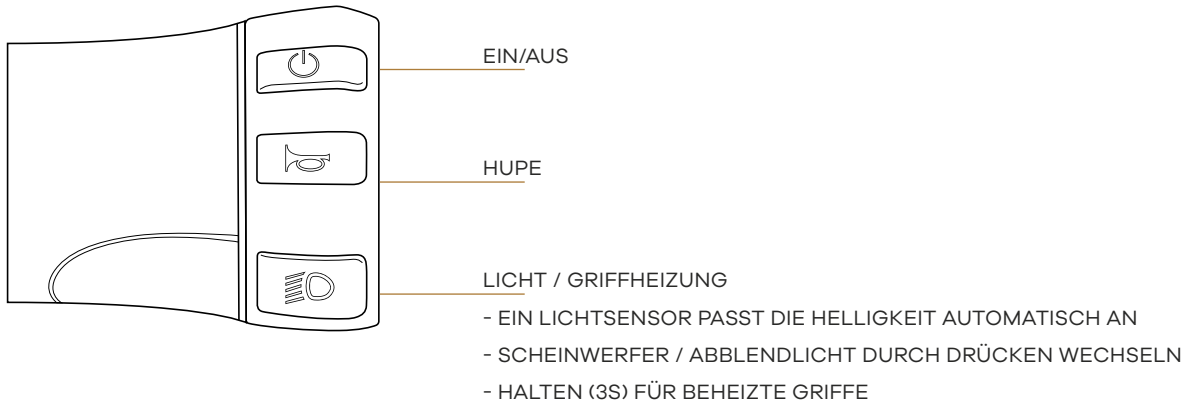 EIN/AUS
HUPE
LICHT / GRIFFHEIZUNG
- EIN LICHTSENSOR PASST DIE HELLIGKEIT AUTOMATISCH AN
- SCHEINWERFER / ABBLENDLICHT DURCH DRÜCKEN WECHSELN
- HALTEN (3S) FÜR BEHEIZTE GRIFFE